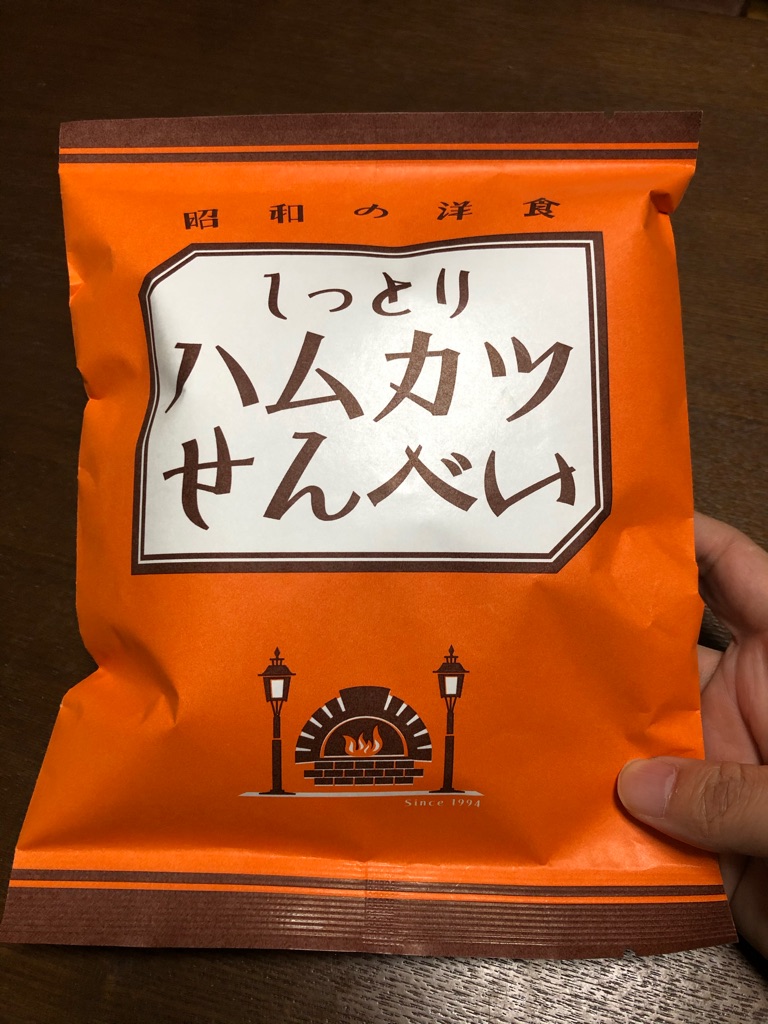 昭和の洋食
しっとり
ハムカツ
せんべい
Since 1994